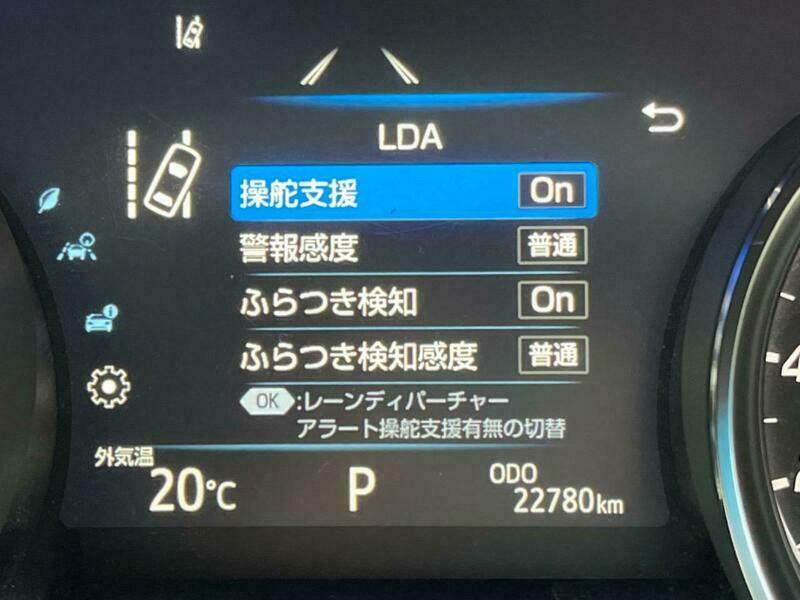 LDA
操舵支援 On
警報感度 普通
ふらつき検知 On
ふらつき検知感度 普通
OK:レーンディパーチャー
アラート操舵支援有無の切替
外気温
20℃ P ODO
22780km
4